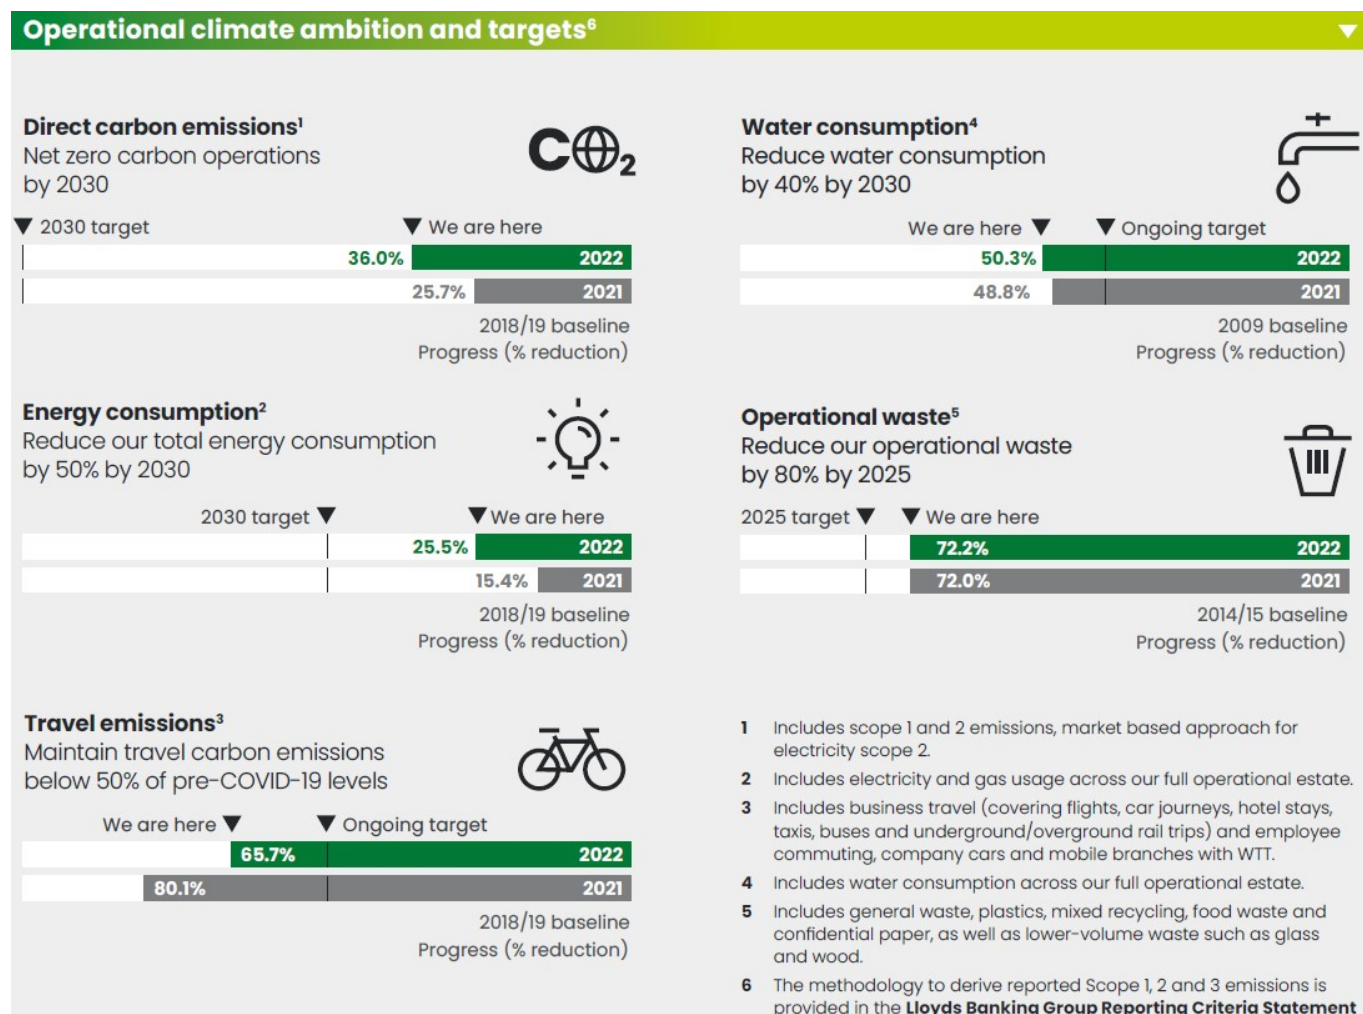 Operational climate ambition and targets⁶
Direct carbon emissions¹
Net zero carbon operations
by 2030
CO₂
2030 target We are here
36.0% 2022
25.7% 2021
2018/19 baseline
Progress (% reduction)
Energy consumption²
Reduce our total energy consumption
by 50% by 2030
2030 target We are here
25.5% 2022
15.4% 2021
2018/19 baseline
Progress (% reduction)
Travel emissions³
Maintain travel carbon emissions
below 50% of pre-COVID-19 levels
We are here Ongoing target
65.7% 2022
80.1% 2021
2018/19 baseline
Progress (% reduction)
Water consumption⁴
Reduce water consumption
by 40% by 2030
We are here Ongoing target
50.3% 2022
48.8% 2021
2009 baseline
Progress (% reduction)
Operational waste⁵
Reduce our operational waste
by 80% by 2025
2025 target We are here
72.2% 2022
72.0% 2021
2014/15 baseline
Progress (% reduction)
1 Includes scope 1 and 2 emissions, market based approach for
electricity scope 2.
2 Includes electricity and gas usage across our full operational estate.
3 Includes business travel (covering flights, car journeys, hotel stays,
taxis, buses and underground/overground rail trips) and employee
commuting, company cars and mobile branches with WTT.
4 Includes water consumption across our full operational estate.
5 Includes general waste, plastics, mixed recycling, food waste and
confidential paper, as well as lower-volume waste such as glass
and wood.
6 The methodology to derive reported Scope 1, 2 and 3 emissions is
provided in the Lloyds Banking Group Reporting Criteria Statement